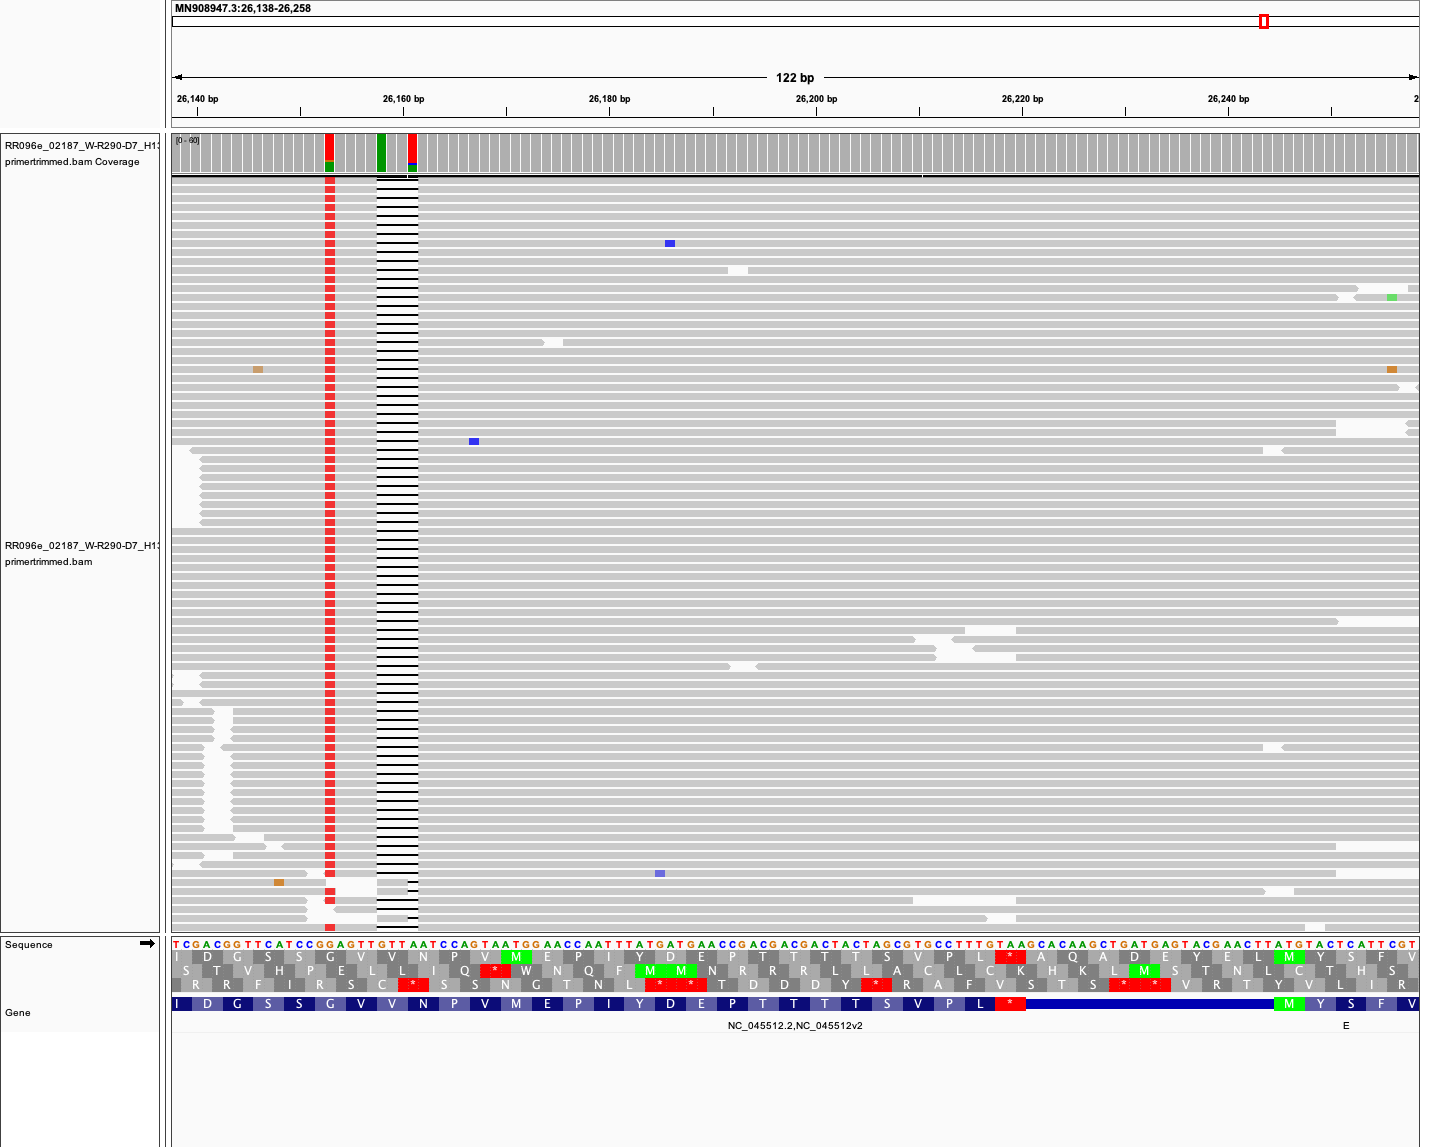 MN908947.3:26,138-26,258
122 bp
26,140 bp 26,160 bp 26,180 bp 26,200 bp 26,220 bp 26,240 bp 2
RR096e_02187_W-R290-D7_H1
primertrimmed.bam Coverage
[0 - 60]
RR096e_02187_W-R290-D7_H1
primertrimmed.bam
Sequence
TCGACGGTTCATCCGGAGTTGTTAATCCAGTAATGGAACCAATTTATGATGAACCGACGACGACTACTAGCGTGCCTTTGTAAGCACAAGCTGATGAGTACGAACTTATGTACTCATTCGT
I D G S S G V V N P V M E P I Y D E P T T T T S V P L * A Q A D E Y E L M Y S F V
S T V H P E L L I Q * W N Q F M M N R R R L L A C L C K H K L M S T N L C T H S
R R F I R S C * S S N G T N L * * T D D D Y * R A F V S T S * * V R T Y V L I R
Gene
I D G S S G V V N P V M E P I Y D E P T T T T S V P L * M Y S F V
NC_045512.2,NC_045512v2 E